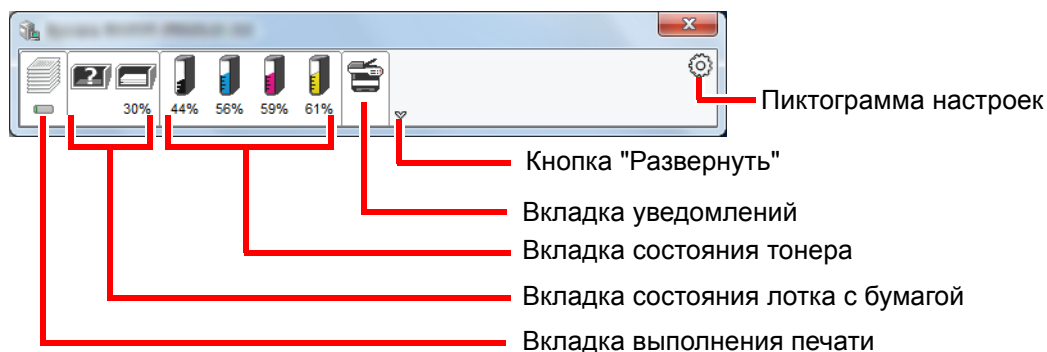 30% 44% 56% 59% 61%
Пиктограмма настроек
Кнопка "Развернуть"
Вкладка уведомлений
Вкладка состояния тонера
Вкладка состояния лотка с бумагой
Вкладка выполнения печати